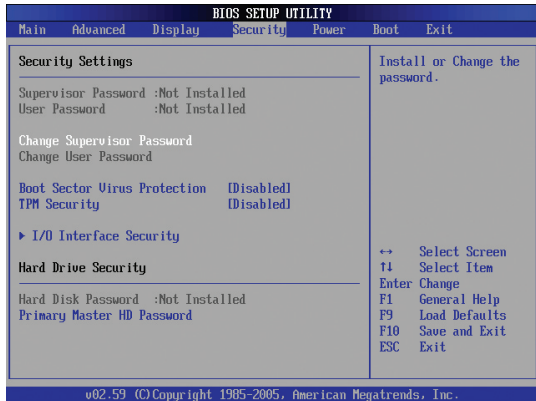 BIOS SETUP UTILITY
Main Advanced Display Security Power Boot Exit
Security Settings
Supervisor Password :Not Installed
User Password :Not Installed
Change Supervisor Password
Change User Password
Boot Sector Virus Protection [Disabled]
TPM Security [Disabled]
▶ I/O Interface Security
Hard Drive Security
Hard Disk Password :Not Installed
Primary Master HD Password
Install or Change the
password.
↔ Select Screen
↑↓ Select Item
Enter Change
F1 General Help
F9 Load Defaults
F10 Save and Exit
ESC Exit
v02.59 (C)Copyright 1985-2005, American Megatrends, Inc.